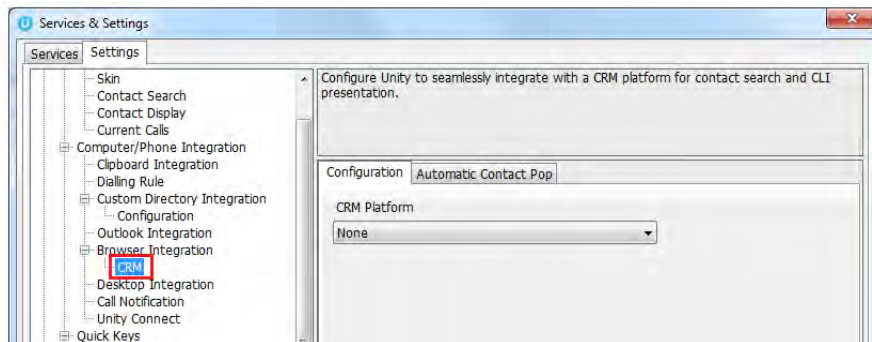 Services & Settings
Services
Settings
Skin
Contact Search
Contact Display
Current Calls
Computer/Phone Integration
Clipboard Integration
Dialling Rule
Custom Directory Integration
Configuration
Outlook Integration
Browser Integration
CRM
Desktop Integration
Call Notification
Unity Connect
Quick Keys
Configure Unity to seamlessly integrate with a CRM platform for contact search and CLI
presentation.
Configuration
Automatic Contact Pop
CRM Platform
None